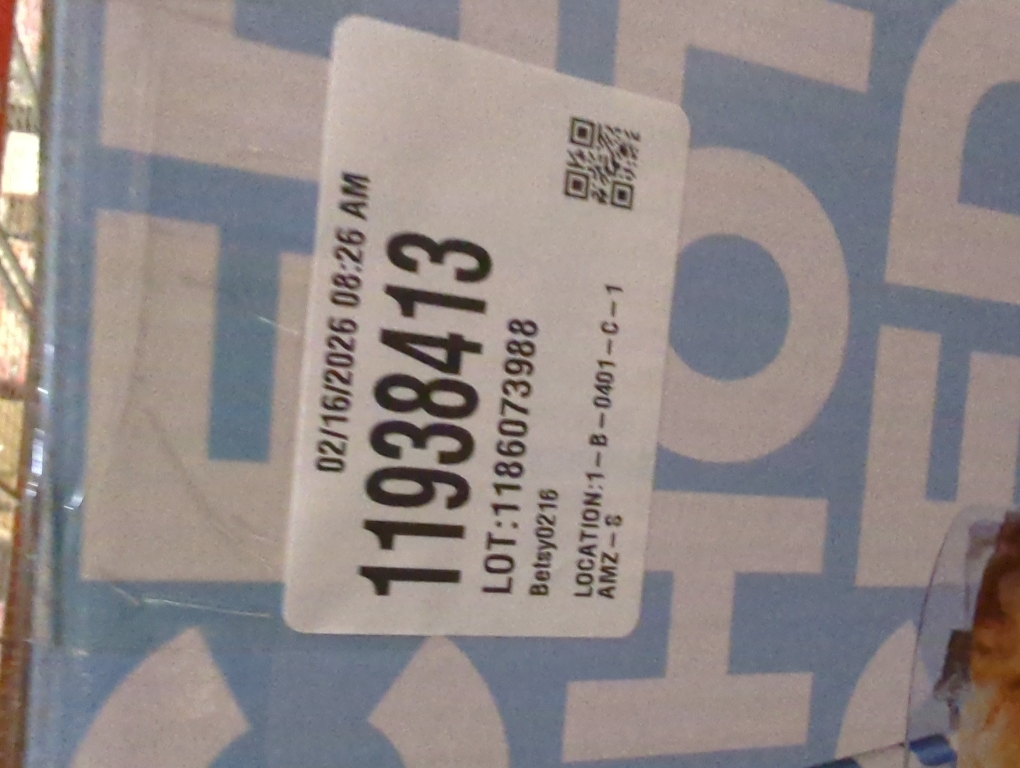 02/16/2026 08:26 AM
11938413
LOT:1186073988
Betsy0216
LOCATION:1-B-0401-C-1
AMZ-S